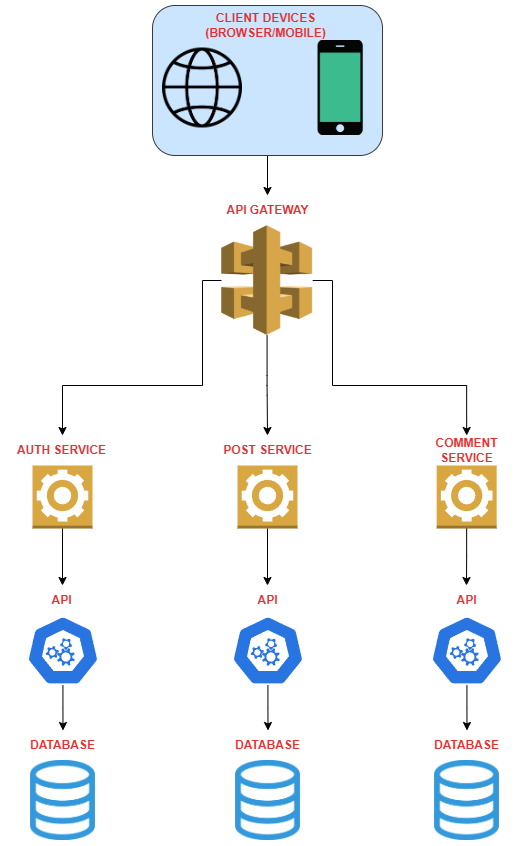 CLIENT DEVICES
(BROWSER/MOBILE)
API GATEWAY
AUTH SERVICE
POST SERVICE
COMMENT
SERVICE
API
API
API
DATABASE
DATABASE
DATABASE